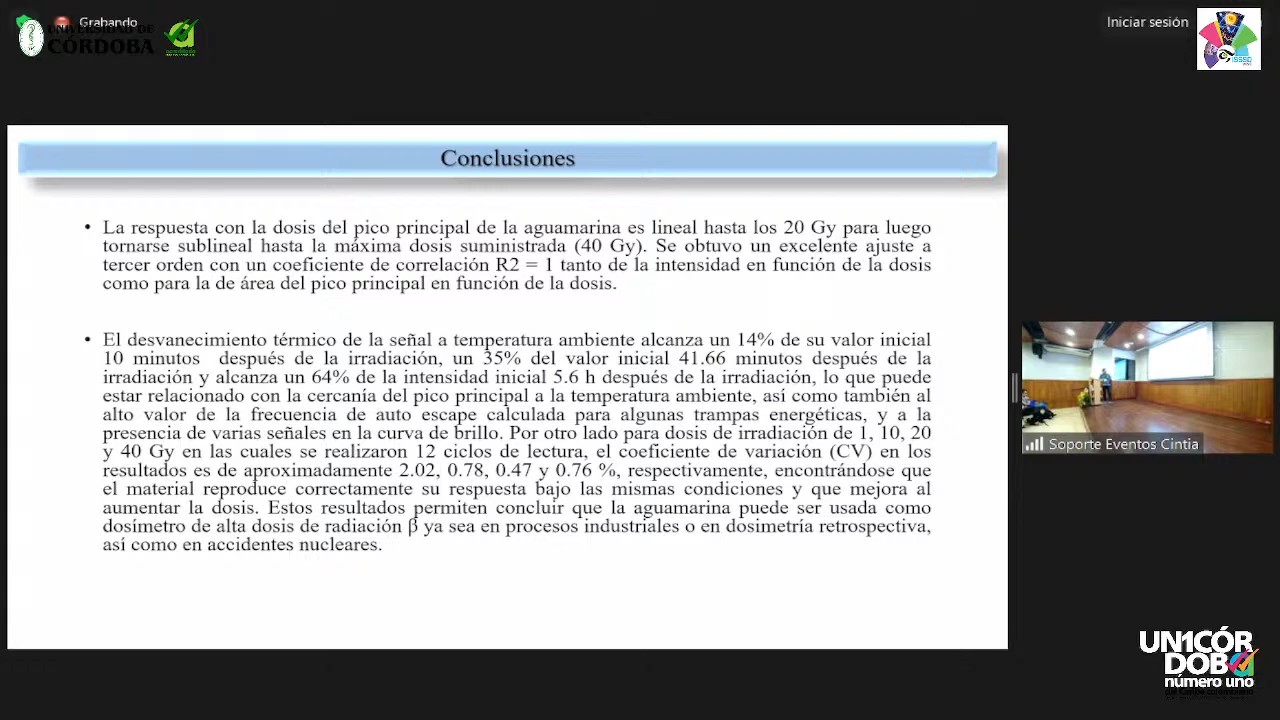 Grabando
UNIVERSIDAD DE
CÓRDOBA
Iniciar sesión
ISSSD
Conclusiones
• La respuesta con la dosis del pico principal de la aguamarina es lineal hasta los 20 Gy para luego
tornarse sublineal hasta la máxima dosis suministrada (40 Gy). Se obtuvo un excelente ajuste a
tercer orden con un coeficiente de correlación R2 = 1 tanto de la intensidad en función de la dosis
como para la de área del pico principal en función de la dosis.
• El desvanecimiento térmico de la señal a temperatura ambiente alcanza un 14% de su valor inicial
10 minutos después de la irradiación, un 35% del valor inicial 41.66 minutos después de la
irradiación y alcanza un 64% de la intensidad inicial 5.6 h después de la irradiación, lo que puede
estar relacionado con la cercanía del pico principal a la temperatura ambiente, así como también al
alto valor de la frecuencia de auto escape calculada para algunas trampas energéticas, y a la
presencia de varias señales en la curva de brillo. Por otro lado para dosis de irradiación de 1, 10, 20
y 40 Gy en las cuales se realizaron 12 ciclos de lectura, el coeficiente de variación (CV) en los
resultados es de aproximadamente 2.02, 0.78, 0.47 y 0.76 %, respectivamente, encontrándose que
el material reproduce correctamente su respuesta bajo las mismas condiciones y que mejora al
aumentar la dosis. Estos resultados permiten concluir que la aguamarina puede ser usada como
dosímetro de alta dosis de radiación β ya sea en procesos industriales o en dosimetría retrospectiva,
así como en accidentes nucleares.
Soporte Eventos Cintia
UN1CÓR
DOBA
número uno
del Caribe colombiano